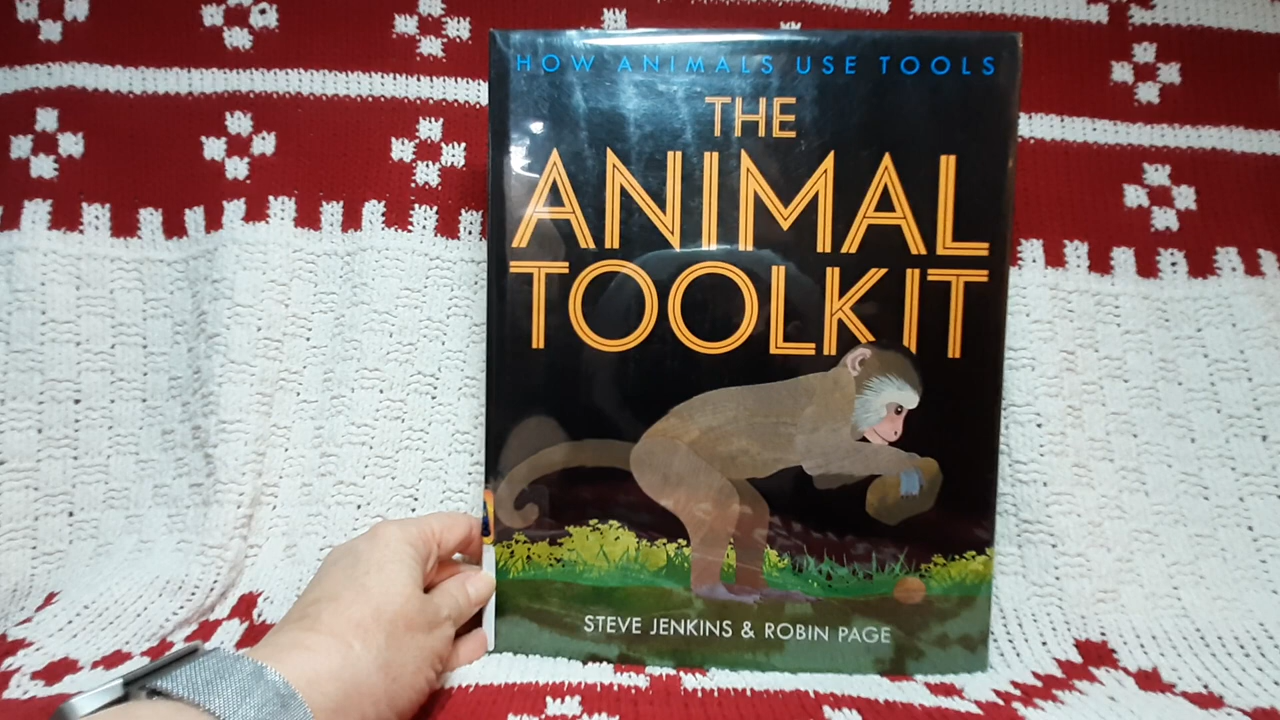 HOW ANIMALS USE TOOLS
THE
ANIMAL
TOOLKIT
STEVE JENKINS & ROBIN PAGE